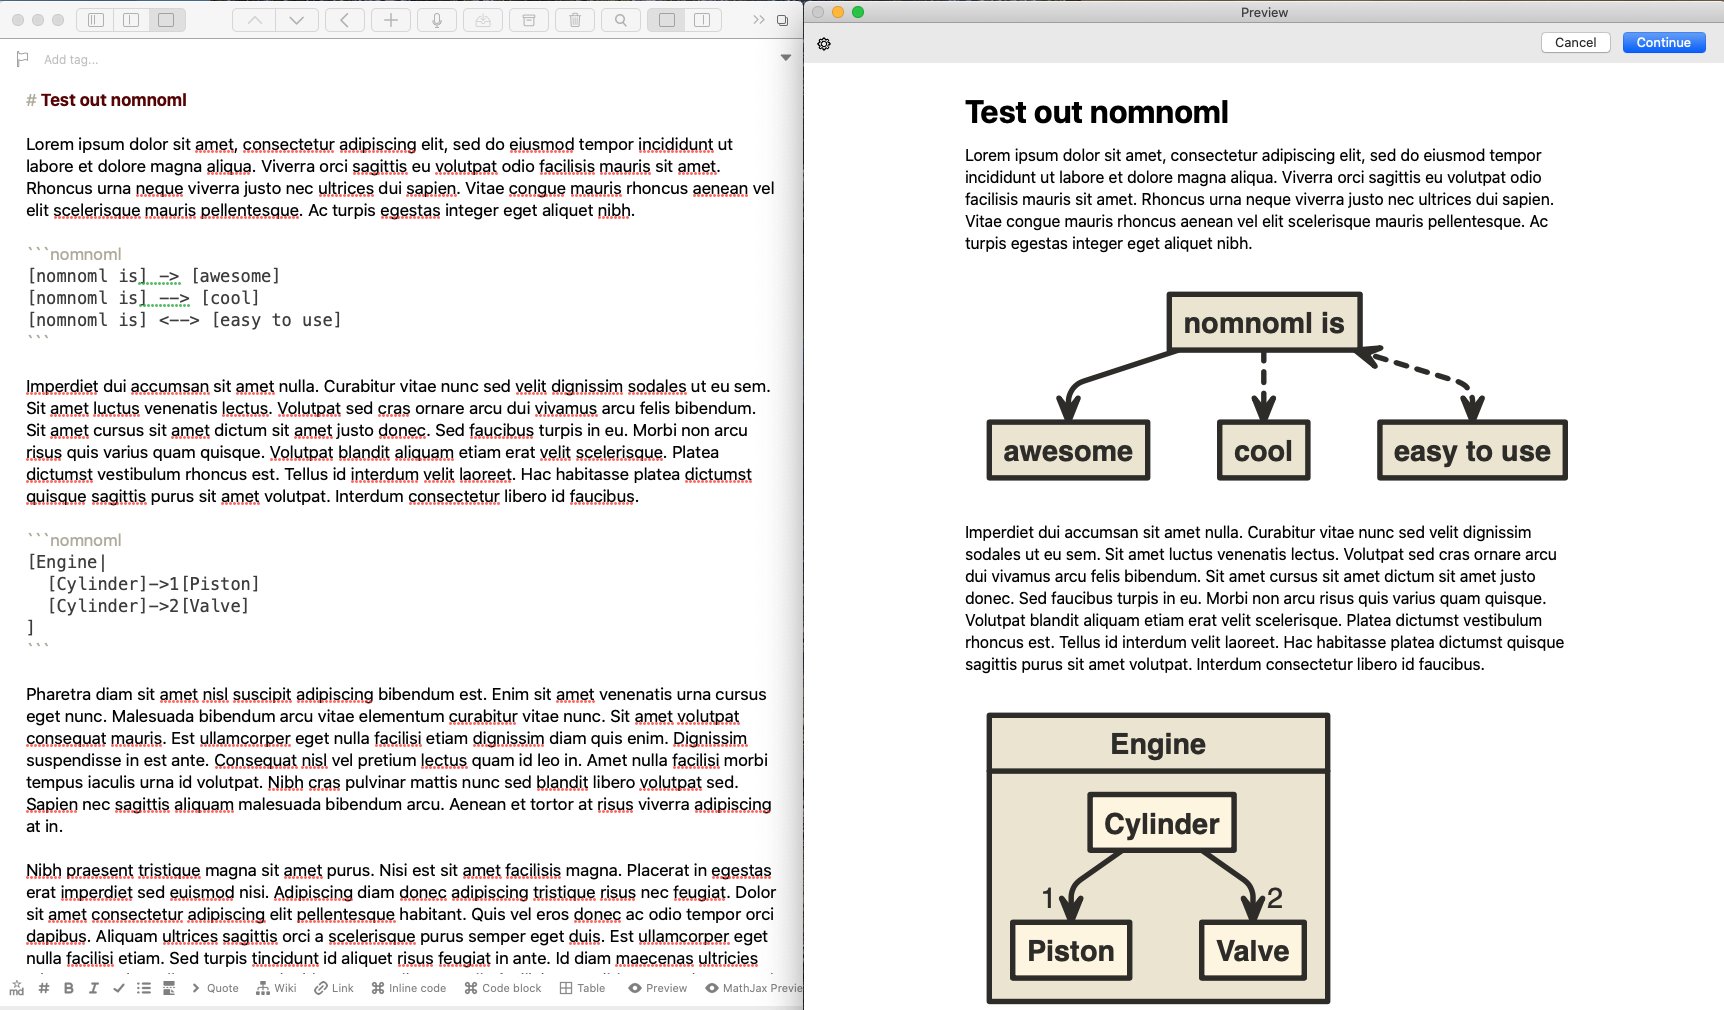 Add tag...
# Test out nomnoml
Lorem ipsum dolor sit amet, consectetur adipiscing elit, sed do eiusmod tempor incididunt ut
labore et dolore magna aliqua. Viverra orci sagittis eu volutpat odio facilisis mauris sit amet.
Rhoncus urna neque viverra justo nec ultrices dui sapien. Vitae congue mauris rhoncus aenean vel
elit scelerisque mauris pellentesque. Ac turpis egestas integer eget aliquet nibh.
```nomnoml
[nomnoml is] -> [awesome]
[nomnoml is] --> [cool]
[nomnoml is] <--> [easy to use]
```
Imperdiet dui accumsan sit amet nulla. Curabitur vitae nunc sed velit dignissim sodales ut eu sem.
Sit amet luctus venenatis lectus. Volutpat sed cras ornare arcu dui vivamus arcu felis bibendum.
Sit amet cursus sit amet dictum sit amet justo donec. Sed faucibus turpis in eu. Morbi non arcu
risus quis varius quam quisque. Volutpat blandit aliquam etiam erat velit scelerisque. Platea
dictumst vestibulum rhoncus est. Tellus id interdum velit laoreet. Hac habitasse platea dictumst
quisque sagittis purus sit amet volutpat. Interdum consectetur libero id faucibus.
```nomnoml
[Engine|
[Cylinder]->1[Piston]
[Cylinder]->2[Valve]
]
```
Pharetra diam sit amet nisl suscipit adipiscing bibendum est. Enim sit amet venenatis urna cursus
eget nunc. Malesuada bibendum arcu vitae elementum curabitur vitae nunc. Sit amet volutpat
consequat mauris. Est ullamcorper eget nulla facilisi etiam dignissim diam quis enim. Dignissim
suspendisse in est ante. Consequat nisl vel pretium lectus quam id leo in. Amet nulla facilisi morbi
tempus iaculis urna id volutpat. Nibh cras pulvinar mattis nunc sed blandit libero volutpat sed.
Sapien nec sagittis aliquam malesuada bibendum arcu. Aenean et tortor at risus viverra adipiscing
at in.
Nibh praesent tristique magna sit amet purus. Nisi est sit amet facilisis magna. Placerat in egestas
erat imperdiet sed euismod nisi. Adipiscing diam donec adipiscing tristique risus nec feugiat. Dolor
sit amet consectetur adipiscing elit pellentesque habitant. Quis vel eros donec ac odio tempor orci
dapibus. Aliquam ultrices sagittis orci a scelerisque purus semper eget duis. Est ullamcorper eget
nulla facilisi etiam. Sed turpis tincidunt id aliquet risus feugiat in ante. Id diam maecenas ultricies
md # B I Quote Wiki Link Inline code Code block Table Preview MathJax Previe
Preview
Cancel Continue
Test out nomnoml
Lorem ipsum dolor sit amet, consectetur adipiscing elit, sed do eiusmod tempor
incididunt ut labore et dolore magna aliqua. Viverra orci sagittis eu volutpat odio
facilisis mauris sit amet. Rhoncus urna neque viverra justo nec ultrices dui sapien.
Vitae congue mauris rhoncus aenean vel elit scelerisque mauris pellentesque. Ac
turpis egestas integer eget aliquet nibh.
nomnoml is
awesome cool easy to use
Imperdiet dui accumsan sit amet nulla. Curabitur vitae nunc sed velit dignissim
sodales ut eu sem. Sit amet luctus venenatis lectus. Volutpat sed cras ornare arcu
dui vivamus arcu felis bibendum. Sit amet cursus sit amet dictum sit amet justo
donec. Sed faucibus turpis in eu. Morbi non arcu risus quis varius quam quisque.
Volutpat blandit aliquam etiam erat velit scelerisque. Platea dictumst vestibulum
rhoncus est. Tellus id interdum velit laoreet. Hac habitasse platea dictumst quisque
sagittis purus sit amet volutpat. Interdum consectetur libero id faucibus.
Engine
Cylinder
1 2
Piston Valve